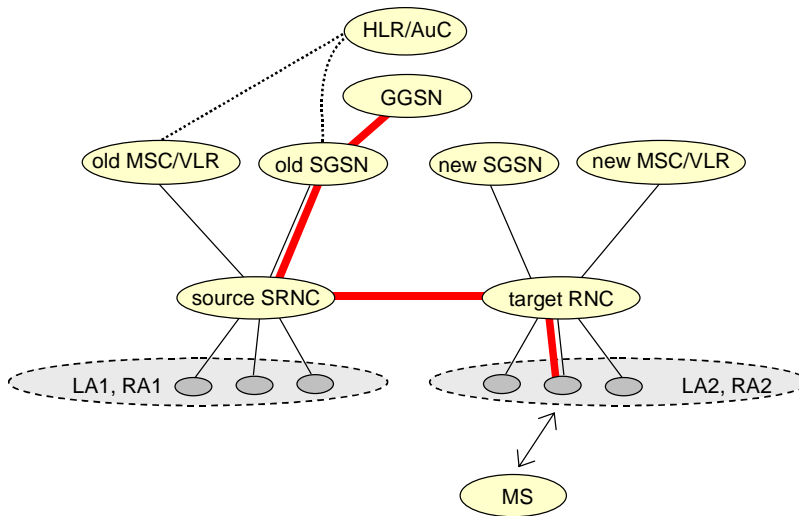 HLR/AuC
GGSN
old MSC/VLR
old SGSN
new SGSN
new MSC/VLR
source SRNC
target RNC
LA1, RA1
LA2, RA2
MS